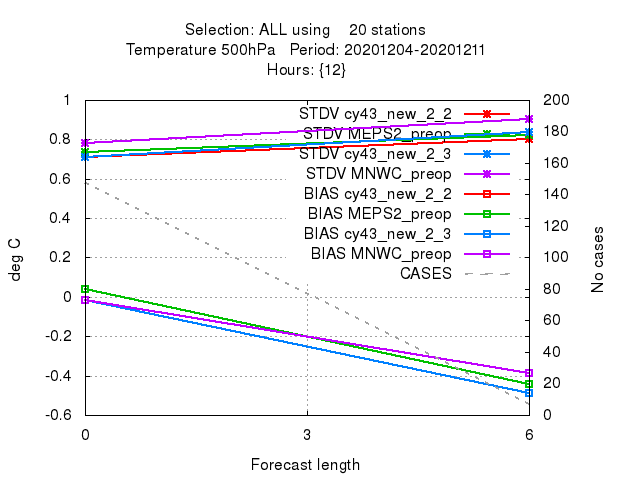 Selection: ALL using 20 stations
Temperature 500hPa Period: 20201204-20201211
Hours: {12}
1 200
STDV cy43_new_2_2
0.8 180
STDV MEPS2_preop
STDV cy43_new_2_3
160
STDV MNWC_preop
0.6 140
BIAS cy43_new_2_2
0.4 120
BIAS MEPS2_preop
BIAS cy43_new_2_3
0.2 100
BIAS MNWC_preop
CASES
0 80
-0.2 60
-0.4 40
20
-0.6 0
0 3 6
deg C
No cases
Forecast length